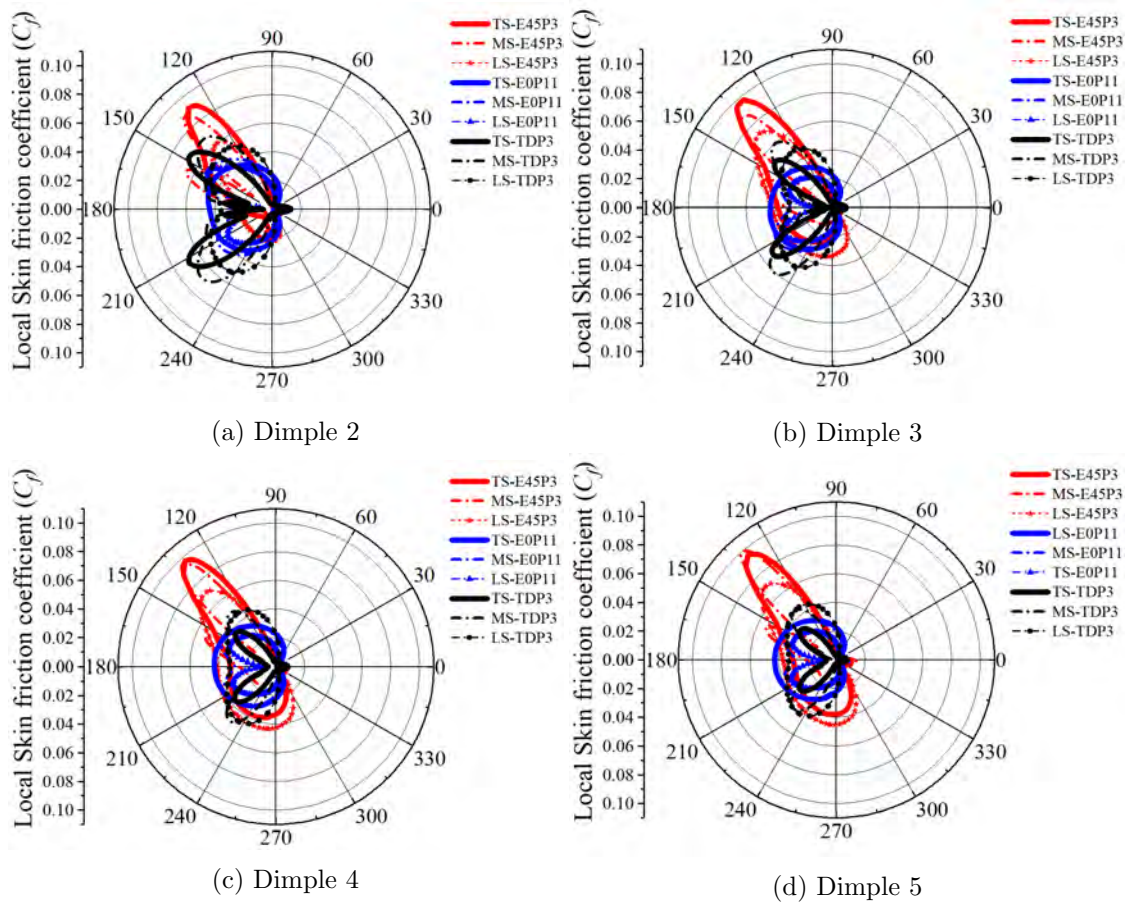 Local Skin friction coefficient (Cf)
0.10
0.08
0.06
0.04
0.02
0.00
0.02
0.04
0.06
0.08
0.10
90
60
30
0
330
300
270
240
210
180
150
120
TS-E45P3
MS-E45P3
LS-E45P3
TS-E0P11
MS-E0P11
LS-E0P11
TS-TDP3
MS-TDP3
LS-TDP3
(a) Dimple 2
Local Skin friction coefficient (Cf)
0.10
0.08
0.06
0.04
0.02
0.00
0.02
0.04
0.06
0.08
0.10
90
60
30
0
330
300
270
240
210
180
150
120
TS-E45P3
MS-E45P3
LS-E45P3
TS-E0P11
MS-E0P11
LS-E0P11
TS-TDP3
MS-TDP3
LS-TDP3
(b) Dimple 3
Local Skin friction coefficient (Cf)
0.10
0.08
0.06
0.04
0.02
0.00
0.02
0.04
0.06
0.08
0.10
90
60
30
0
330
300
270
240
210
180
150
120
TS-E45P3
MS-E45P3
LS-E45P3
TS-E0P11
MS-E0P11
LS-E0P11
TS-TDP3
MS-TDP3
LS-TDP3
(c) Dimple 4
Local Skin friction coefficient (Cf)
0.10
0.08
0.06
0.04
0.02
0.00
0.02
0.04
0.06
0.08
0.10
90
60
30
0
330
300
270
240
210
180
150
120
TS-E45P3
MS-E45P3
LS-E45P3
LS-E0P11
MS-E0P11
TS-E0P11
TS-TDP3
MS-TDP3
LS-TDP3
(d) Dimple 5